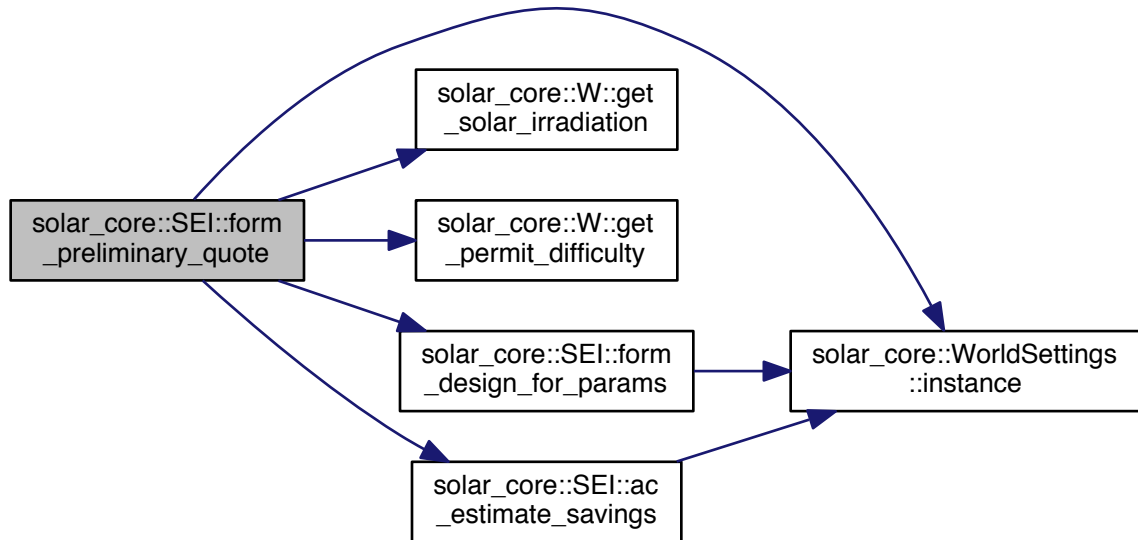 solar_core::SEI::form
_preliminary_quote
solar_core::W::get
_solar_irradiation
solar_core::W::get
_permit_difficulty
solar_core::SEI::form
_design_for_params
solar_core::SEI::ac
_estimate_savings
solar_core::WorldSettings
::instance